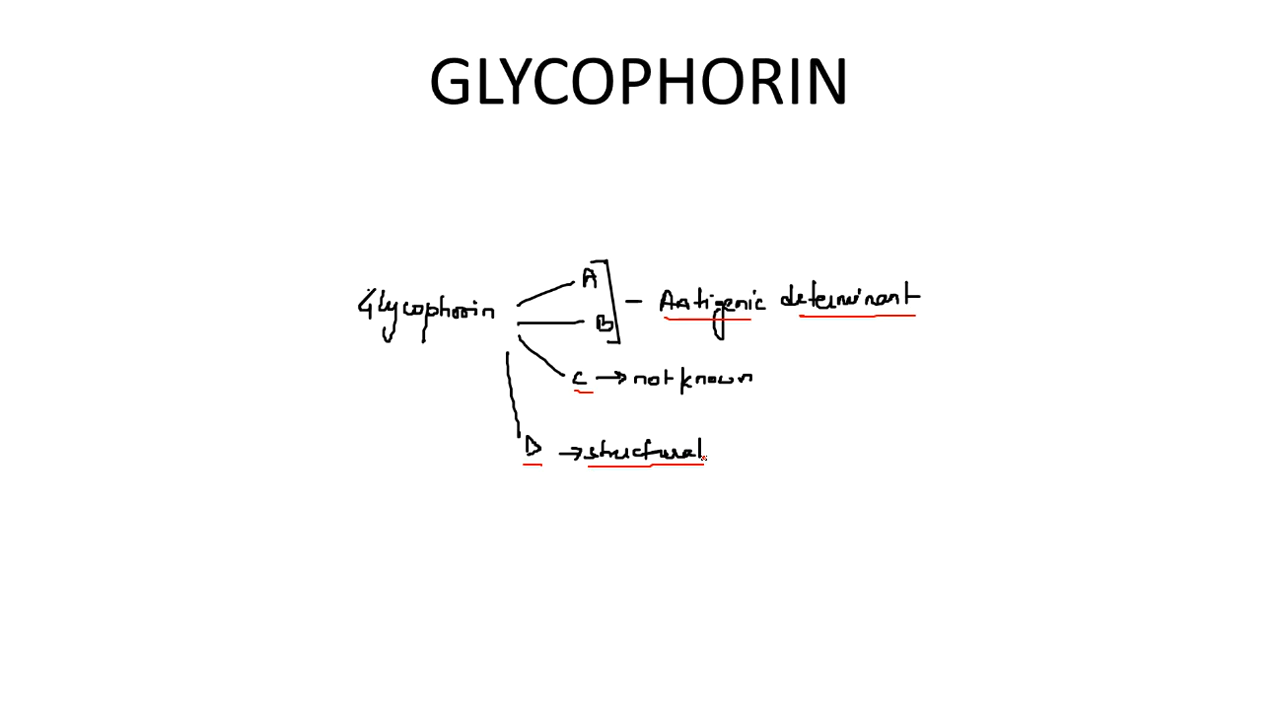 GLYCOPHORIN
A
Glycophorin - Antigenic determinant
B
C → not known
D → structural